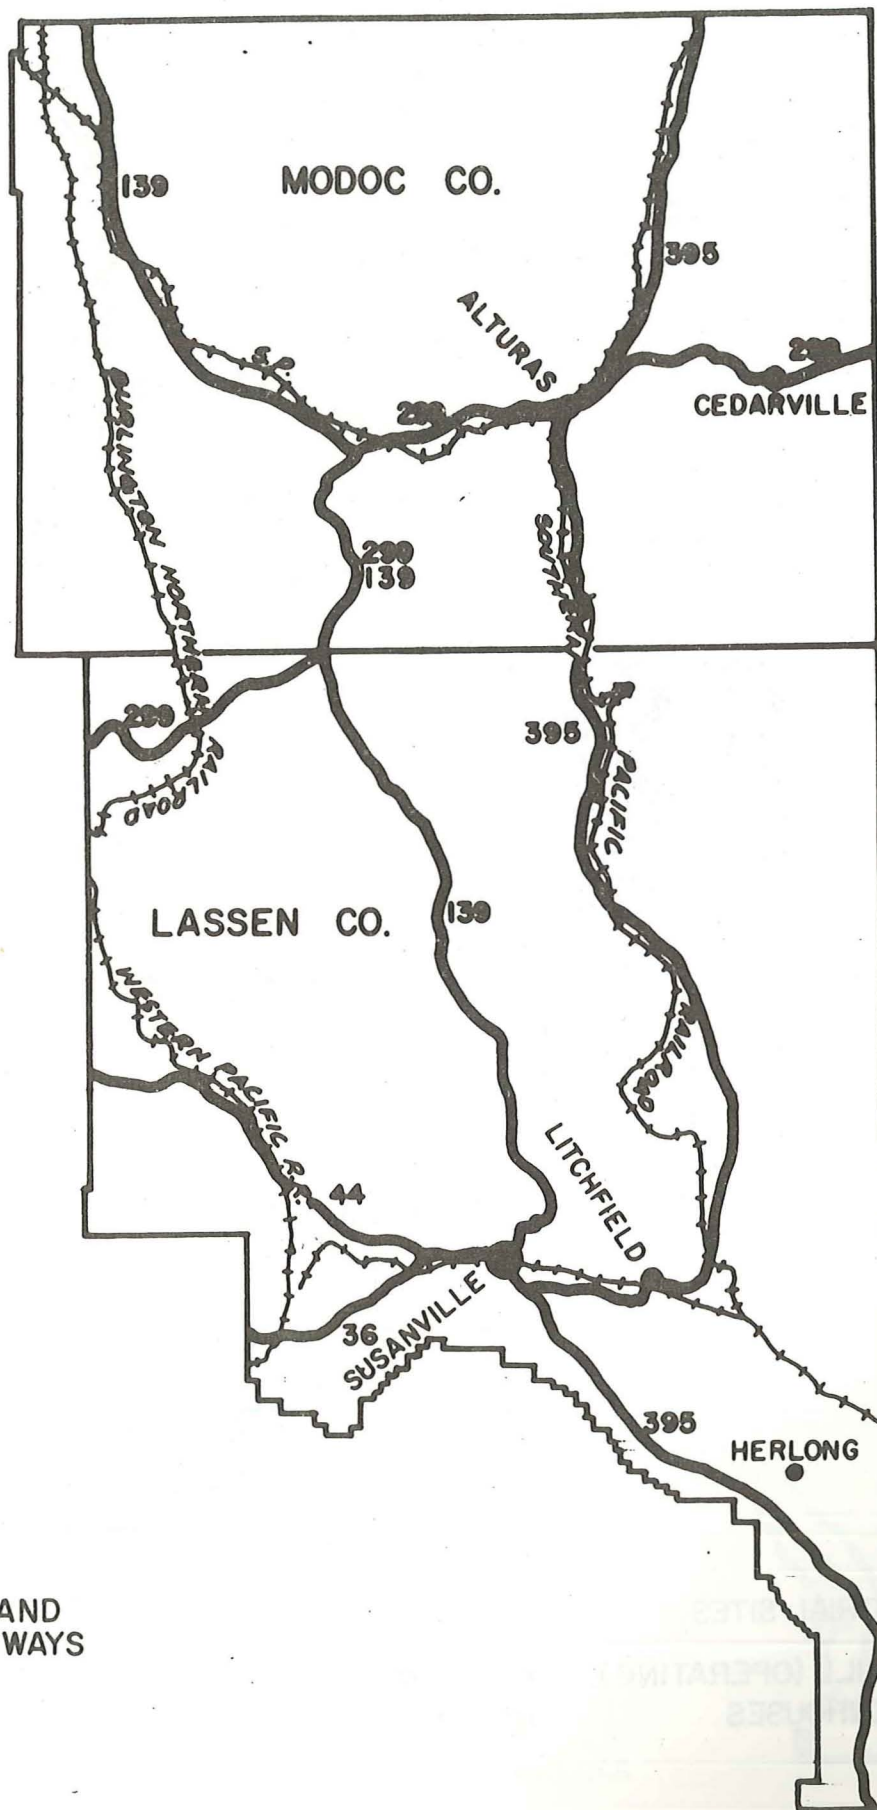 139
MODOC CO.
395
ALTURAS
S.P.
299
299
CEDARVILLE
BURLINGTON NORTHERN RAILROAD
SOUTHERN PACIFIC RAILROAD
299
139
299
395
LASSEN CO.
139
WESTERN PACIFIC R.R.
LITCHFIELD
44
SUSANVILLE
36
395
HERLONG
AND
WAYS